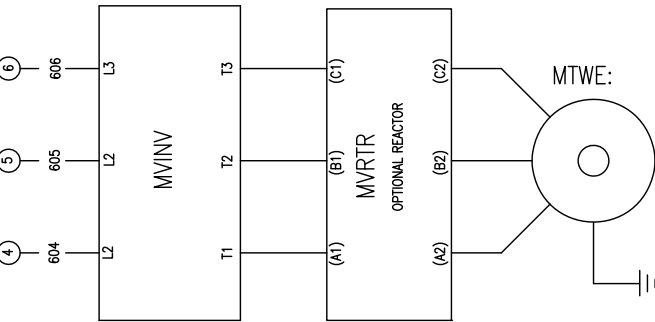 6 606 L3 T3 (C1) (C2)
MTWE:
5 605 L2 MVINV T2 (B1) MVRTR OPTIONAL REACTOR (B2)
4 604 L2 T1 (A1) (A2)